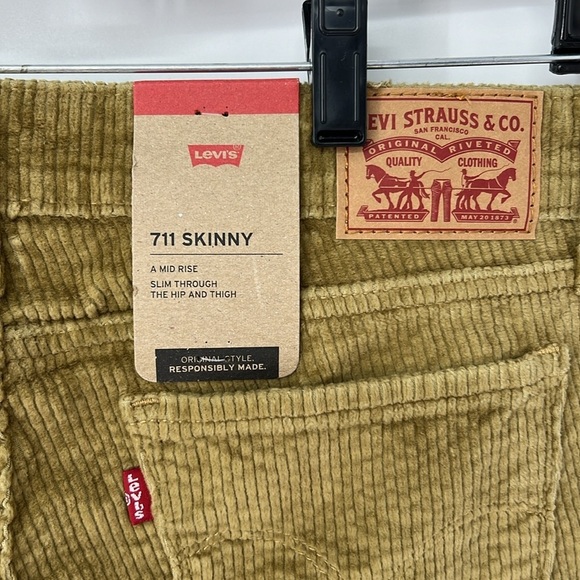 LEVI'S
711 SKINNY
A MID RISE
SLIM THROUGH
THE HIP AND THIGH
ORIGINAL STYLE.
RESPONSIBLY MADE.
EVI STRAUSS & CO.
SAN FRANCISCO
CAL.
ORIGINAL RIVETED
QUALITY CLOTHING
PATENTED MAY 20 1873
LEVI'S